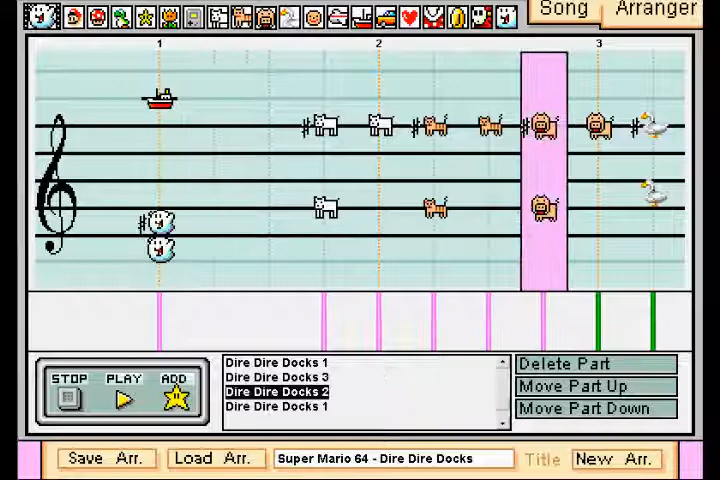 Song Arranger
1 2 3
Dire Dire Docks 1
Dire Dire Docks 3
Dire Dire Docks 2
Dire Dire Docks 1
STOP PLAY ADD
Delete Part
Move Part Up
Move Part Down
Save Arr. Load Arr. Super Mario 64 - Dire Dire Docks Title New Arr.